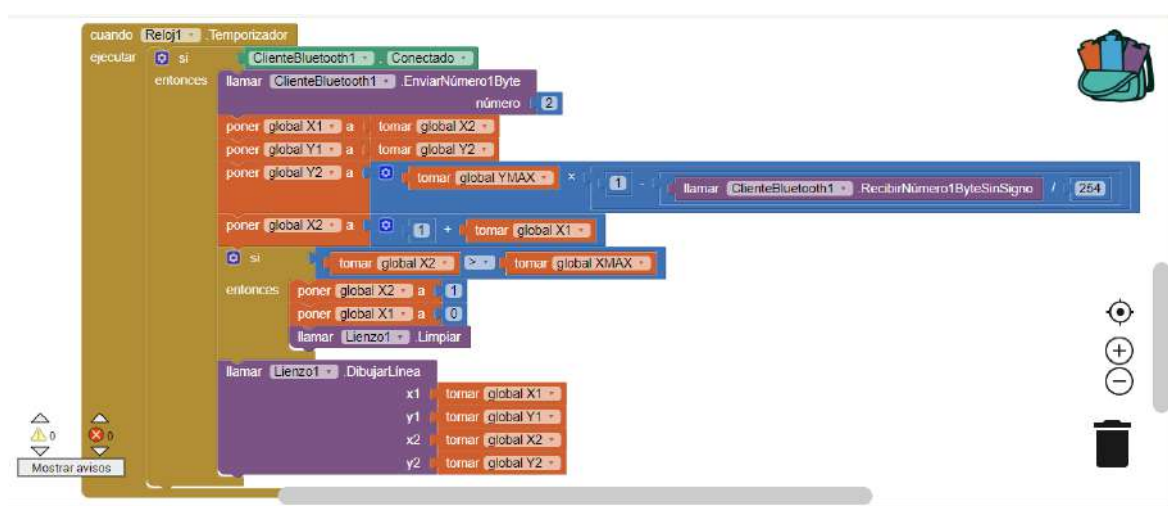 cuando Reloj1 .Temporizador
ejecutar si ClienteBluetooth1 . Conectado
entonces llamar ClienteBluetooth1 .EnviarNúmero1Byte
número 2
poner global X1 a tomar global X2
poner global Y1 a tomar global Y2
poner global Y2 a tomar global YMAX × 1 - llamar ClienteBluetooth1 .RecibirNúmero1ByteSinSigno / 254
poner global X2 a 1 + tomar global X1
si tomar global X2 > tomar global XMAX
entonces poner global X2 a 1
poner global X1 a 0
llamar Lienzo1 .Limpiar
llamar Lienzo1 .DibujarLínea
x1 tomar global X1
y1 tomar global Y1
x2 tomar global X2
y2 tomar global Y2
0 0
Mostrar avisos